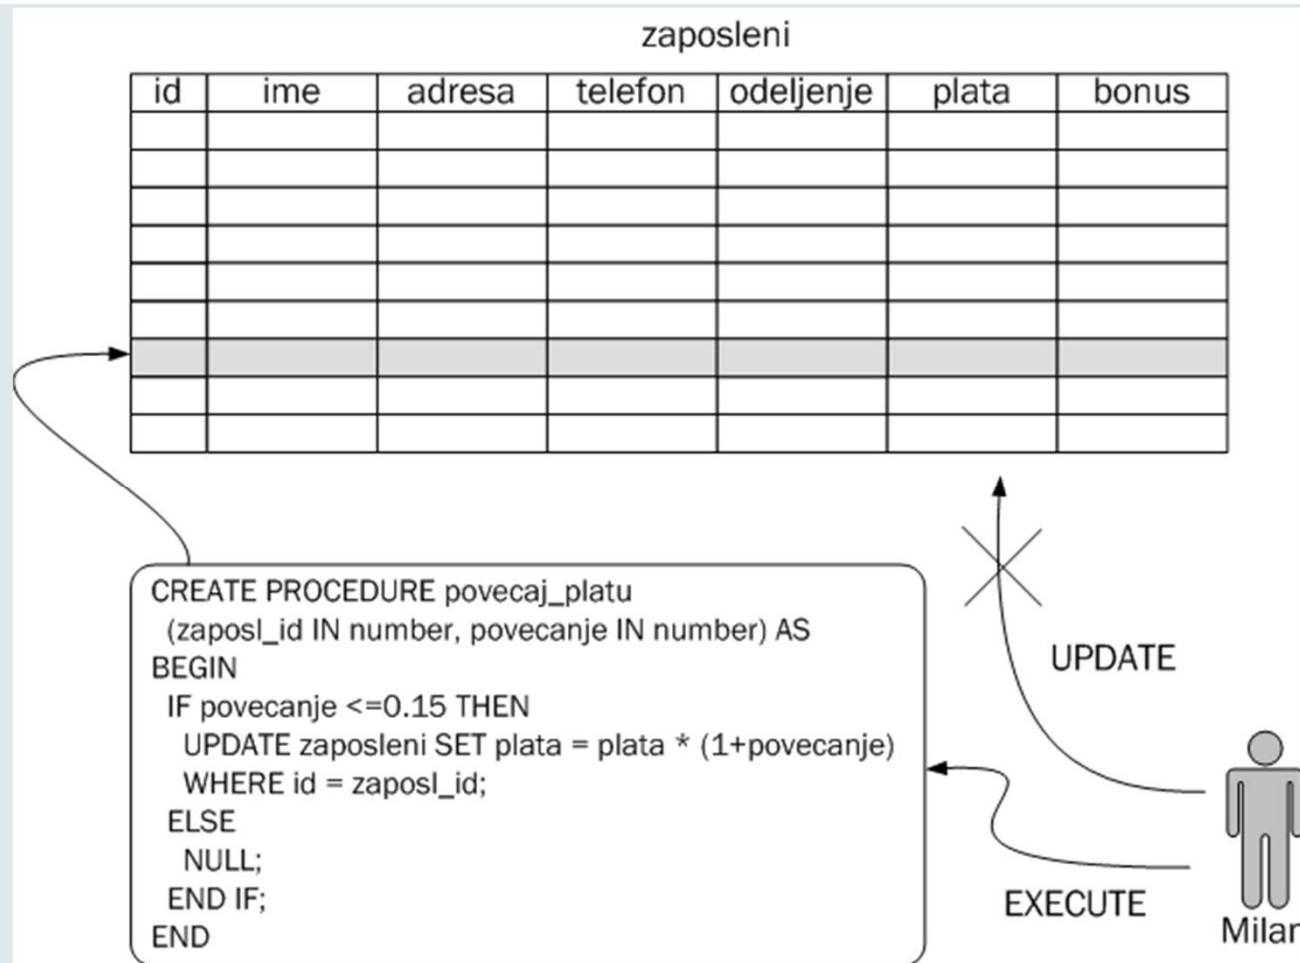 zaposleni
id ime adresa telefon odeljenje plata bonus
CREATE PROCEDURE povecaj_platu
(zaposl_id IN number, povecanje IN number) AS
BEGIN
IF povecanje <=0.15 THEN
UPDATE zaposleni SET plata = plata * (1+povecanje)
WHERE id = zaposl_id;
ELSE
NULL;
END IF;
END
UPDATE
EXECUTE
Milan